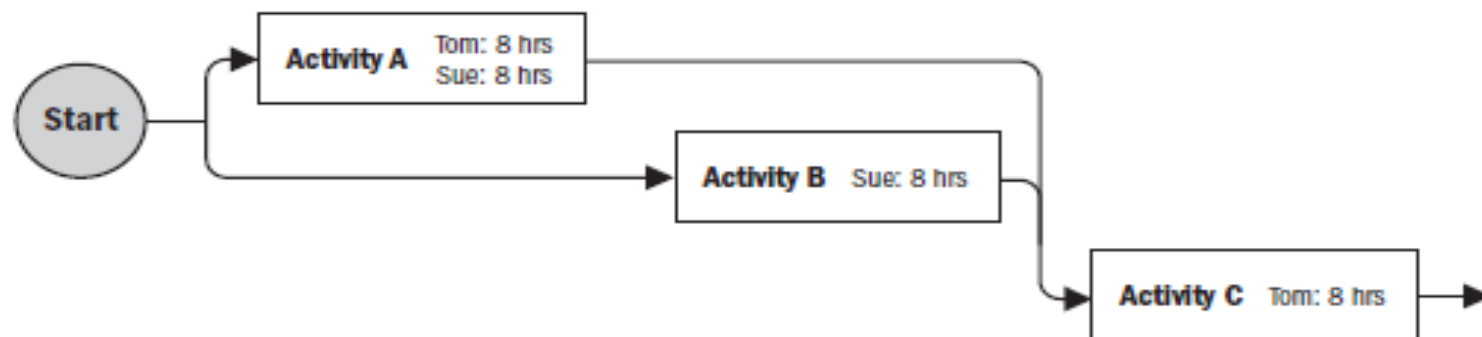 Activity A
Tom: 8 hrs
Sue: 8 hrs
Start
Activity B Sue: 8 hrs
Activity C Tom: 8 hrs